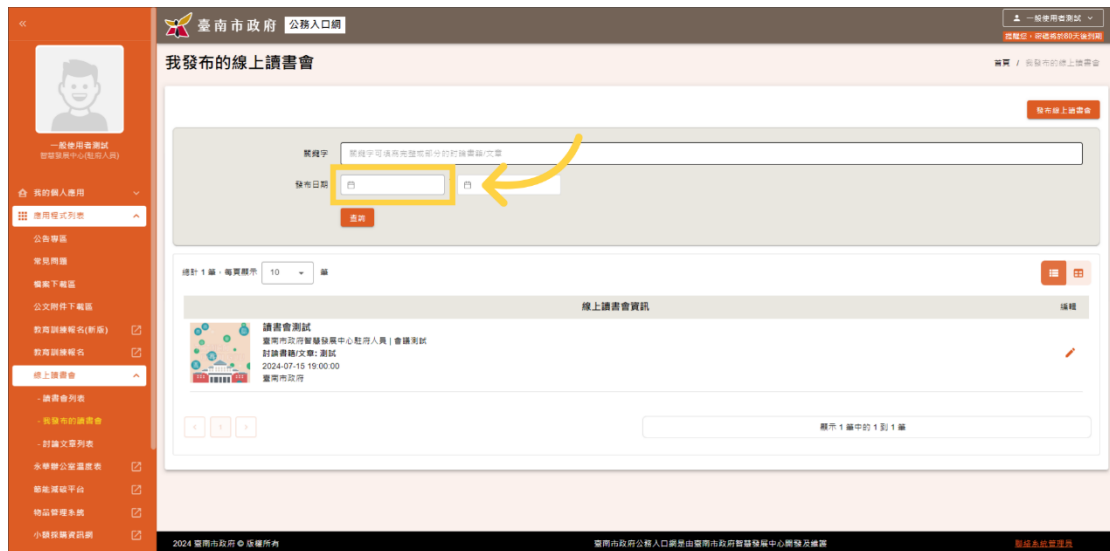 «
臺南市政府 公務入口網
一般使用者測試
提醒您，密碼將於80天後到期
我發布的線上讀書會
首頁 / 我發布的線上讀書會
一般使用者測試
智慧發展中心(駐府人員)
我的個人應用
應用程式列表
公告專區
常見問題
檔案下載區
公文附件下載區
教育訓練報名(新版)
教育訓練報名
線上讀書會
- 讀書會列表
- 我發布的讀書會
- 討論文章列表
永華辦公室溫度表
節能減碳平台
物品管理系統
小額採購資訊網
發布線上讀書會
關鍵字
關鍵字可填寫完整或部分的討論書籍/文章
發布日期
查詢
總計 1 筆，每頁顯示 10 筆
線上讀書會資訊 編輯
讀書會測試
臺南市政府智慧發展中心駐府人員 | 會議測試
討論書籍/文章: 測試
2024-07-15 19:00:00
臺南市政府
‹ 1 ›
顯示 1 筆中的 1 到 1 筆
2024 臺南市政府 © 版權所有
臺南市政府公務入口網是由臺南市政府智慧發展中心開發及維護
聯絡系統管理員